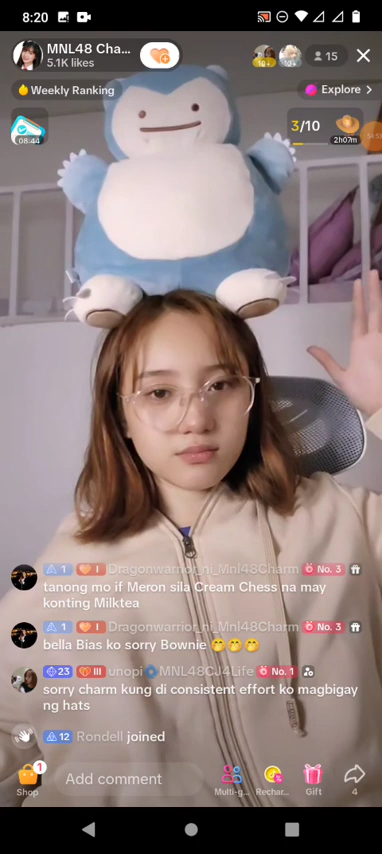 8:20
MNL48 Cha...
5.1K likes
10+
10+
15
Weekly Ranking
Explore
08:44
3/10
2h07m
1 I Dragonwarrior_ni_Mnl48Charm No. 3
tanong mo if Meron sila Cream Chess na may
konting Milktea
1 I Dragonwarrior_ni_Mnl48Charm No. 3
bella Bias ko sorry Bownie 🤭🤭🤭
23 III unopi MNL48CJ4Life No. 1
sorry charm kung di consistent effort ko magbigay
ng hats
12 Rondell joined
1
Shop
Add comment
Multi-g...
Rechar...
Gift
4